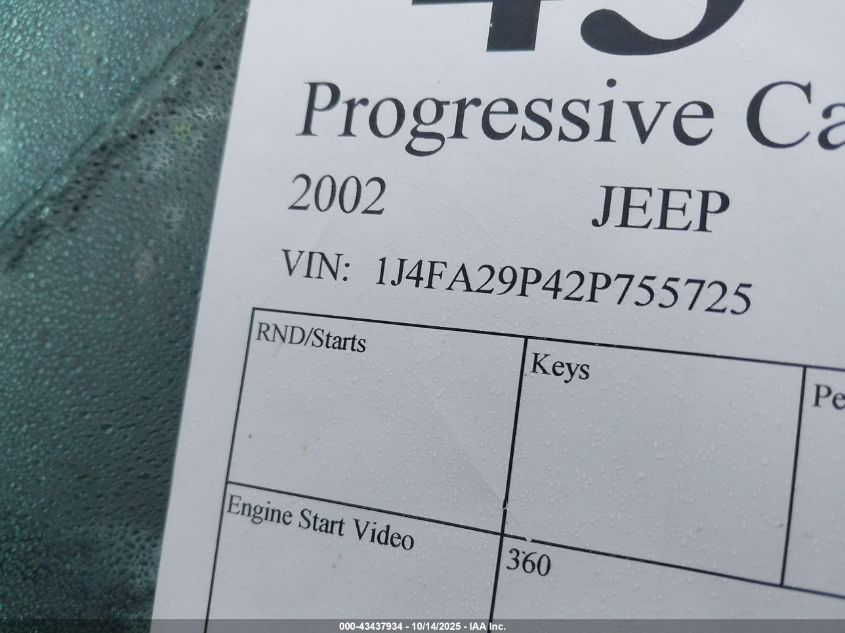 Progressive Ca
2002 JEEP
VIN: 1J4FA29P42P755725
RND/Starts Keys Pe
Engine Start Video 360
000-43437934 - 10/14/2025 - IAA Inc.